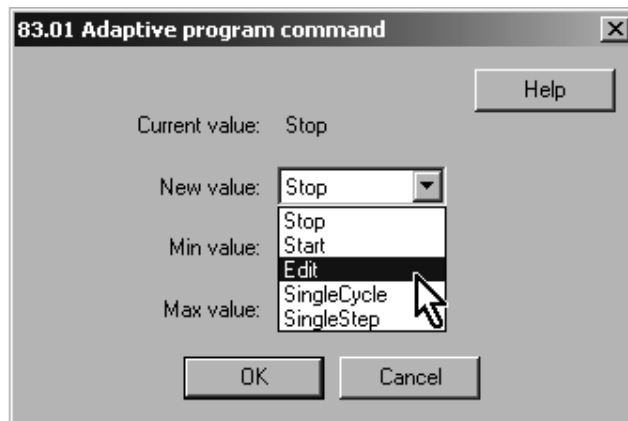 83.01 Adaptive program command
Help
Current value: Stop
New value: Stop
Stop
Start
Min value: Edit
SingleCycle
Max value: SingleStep
OK Cancel